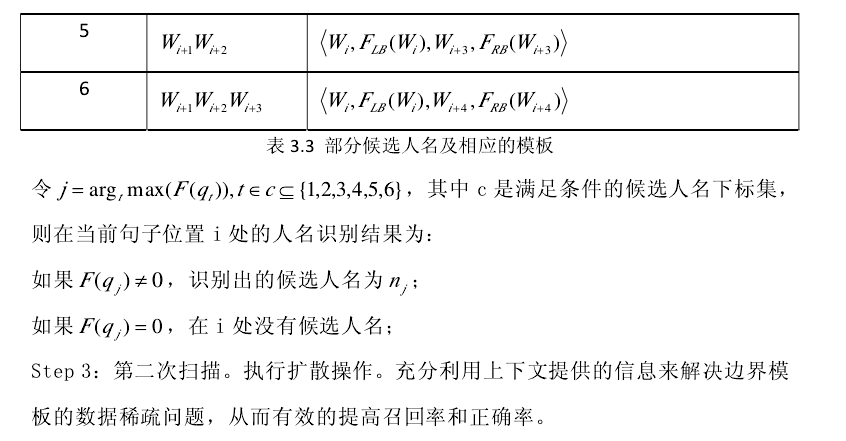 5 W_{i+1}W_{i+2} ⟨W_i, F_{LB}(W_i), W_{i+3}, F_{RB}(W_{i+3})⟩
6 W_{i+1}W_{i+2}W_{i+3} ⟨W_i, F_{LB}(W_i), W_{i+4}, F_{RB}(W_{i+4})⟩
表 3.3 部分候选人名及相应的模板
令 j = arg_t max(F(q_t)), t ∈ c ⊆ {1,2,3,4,5,6}，其中 c 是满足条件的候选人名下标集，
则在当前句子位置 i 处的人名识别结果为：
如果 F(q_j) ≠ 0，识别出的候选人名为 n_j；
如果 F(q_j) = 0，在 i 处没有候选人名；
Step 3：第二次扫描。执行扩散操作。充分利用上下文提供的信息来解决边界模
板的数据稀疏问题，从而有效的提高召回率和正确率。